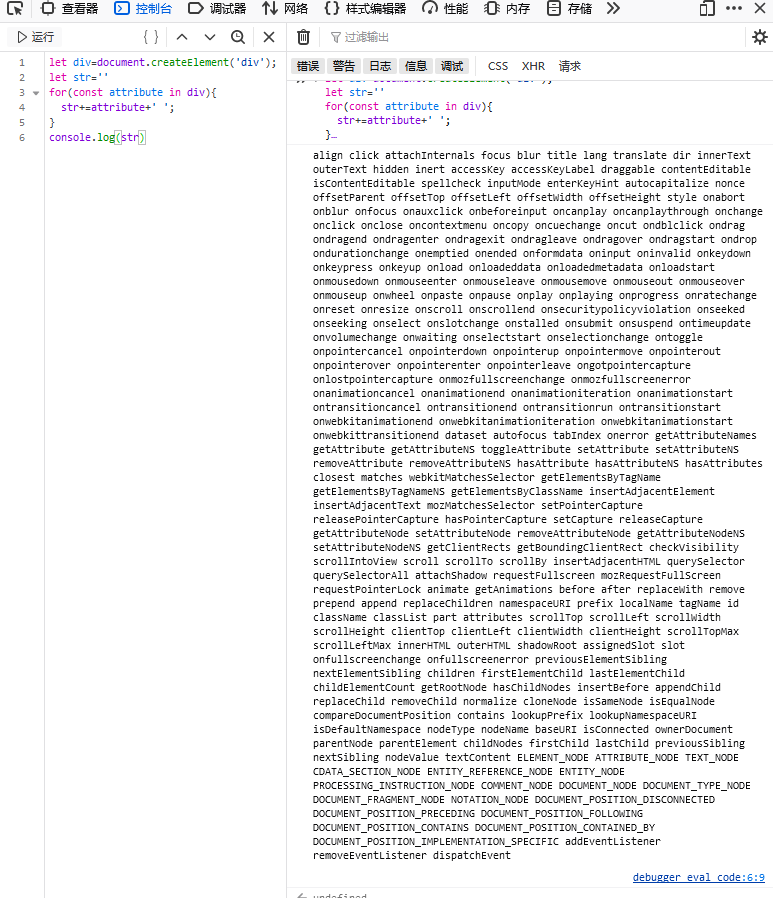 查看器 控制台 调试器 网络 {} 样式编辑器 性能 内存 存储
运行 { }
过滤输出
错误 警告 日志 信息 调试 CSS XHR 请求
1 let div=document.createElement('div');
2 let str=''
3 for(const attribute in div){
4 str+=attribute+' ';
5 }
6 console.log(str)
let str=''
for(const attribute in div){
str+=attribute+' ';
}…
align click attachInternals focus blur title lang translate dir innerText
outerText hidden inert accessKey accessKeyLabel draggable contentEditable
isContentEditable spellcheck inputMode enterKeyHint autocapitalize nonce
offsetParent offsetTop offsetLeft offsetWidth offsetHeight style onabort
onblur onfocus onauxclick onbeforeinput oncanplay oncanplaythrough onchange
onclick onclose oncontextmenu oncopy oncuechange oncut ondblclick ondrag
ondragend ondragenter ondragexit ondragleave ondragover ondragstart ondrop
ondurationchange onemptied onended onformdata oninput oninvalid onkeydown
onkeypress onkeyup onload onloadeddata onloadedmetadata onloadstart
onmousedown onmouseenter onmouseleave onmousemove onmouseout onmouseover
onmouseup onwheel onpaste onpause onplay onplaying onprogress onratechange
onreset onresize onscroll onscrollend onsecuritypolicyviolation onseeked
onseeking onselect onslotchange onstalled onsubmit onsuspend ontimeupdate
onvolumechange onwaiting onselectstart onselectionchange ontoggle
onpointercancel onpointerdown onpointerup onpointermove onpointerout
onpointerover onpointerenter onpointerleave ongotpointercapture
onlostpointercapture onmozfullscreenchange onmozfullscreenerror
onanimationcancel onanimationend onanimationiteration onanimationstart
ontransitioncancel ontransitionend ontransitionrun ontransitionstart
onwebkitanimationend onwebkitanimationiteration onwebkitanimationstart
onwebkittransitionend dataset autofocus tabIndex onerror getAttributeNames
getAttribute getAttributeNS toggleAttribute setAttribute setAttributeNS
removeAttribute removeAttributeNS hasAttribute hasAttributeNS hasAttributes
closest matches webkitMatchesSelector getElementsByTagName
getElementsByTagNameNS getElementsByClassName insertAdjacentElement
insertAdjacentText mozMatchesSelector setPointerCapture
releasePointerCapture hasPointerCapture setCapture releaseCapture
getAttributeNode setAttributeNode removeAttributeNode getAttributeNodeNS
setAttributeNodeNS getClientRects getBoundingClientRect checkVisibility
scrollIntoView scroll scrollTo scrollBy insertAdjacentHTML querySelector
querySelectorAll attachShadow requestFullscreen mozRequestFullScreen
requestPointerLock animate getAnimations before after replaceWith remove
prepend append replaceChildren namespaceURI prefix localName tagName id
className classList part attributes scrollTop scrollLeft scrollWidth
scrollHeight clientTop clientLeft clientWidth clientHeight scrollTopMax
scrollLeftMax innerHTML outerHTML shadowRoot assignedSlot slot
onfullscreenchange onfullscreenerror previousElementSibling
nextElementSibling children firstElementChild lastElementChild
childElementCount getRootNode hasChildNodes insertBefore appendChild
replaceChild removeChild normalize cloneNode isSameNode isEqualNode
compareDocumentPosition contains lookupPrefix lookupNamespaceURI
isDefaultNamespace nodeType nodeName baseURI isConnected ownerDocument
parentNode parentElement childNodes firstChild lastChild previousSibling
nextSibling nodeValue textContent ELEMENT_NODE ATTRIBUTE_NODE TEXT_NODE
CDATA_SECTION_NODE ENTITY_REFERENCE_NODE ENTITY_NODE
PROCESSING_INSTRUCTION_NODE COMMENT_NODE DOCUMENT_NODE DOCUMENT_TYPE_NODE
DOCUMENT_FRAGMENT_NODE NOTATION_NODE DOCUMENT_POSITION_DISCONNECTED
DOCUMENT_POSITION_PRECEDING DOCUMENT_POSITION_FOLLOWING
DOCUMENT_POSITION_CONTAINS DOCUMENT_POSITION_CONTAINED_BY
DOCUMENT_POSITION_IMPLEMENTATION_SPECIFIC addEventListener
removeEventListener dispatchEvent
debugger eval code:6:9
undefined